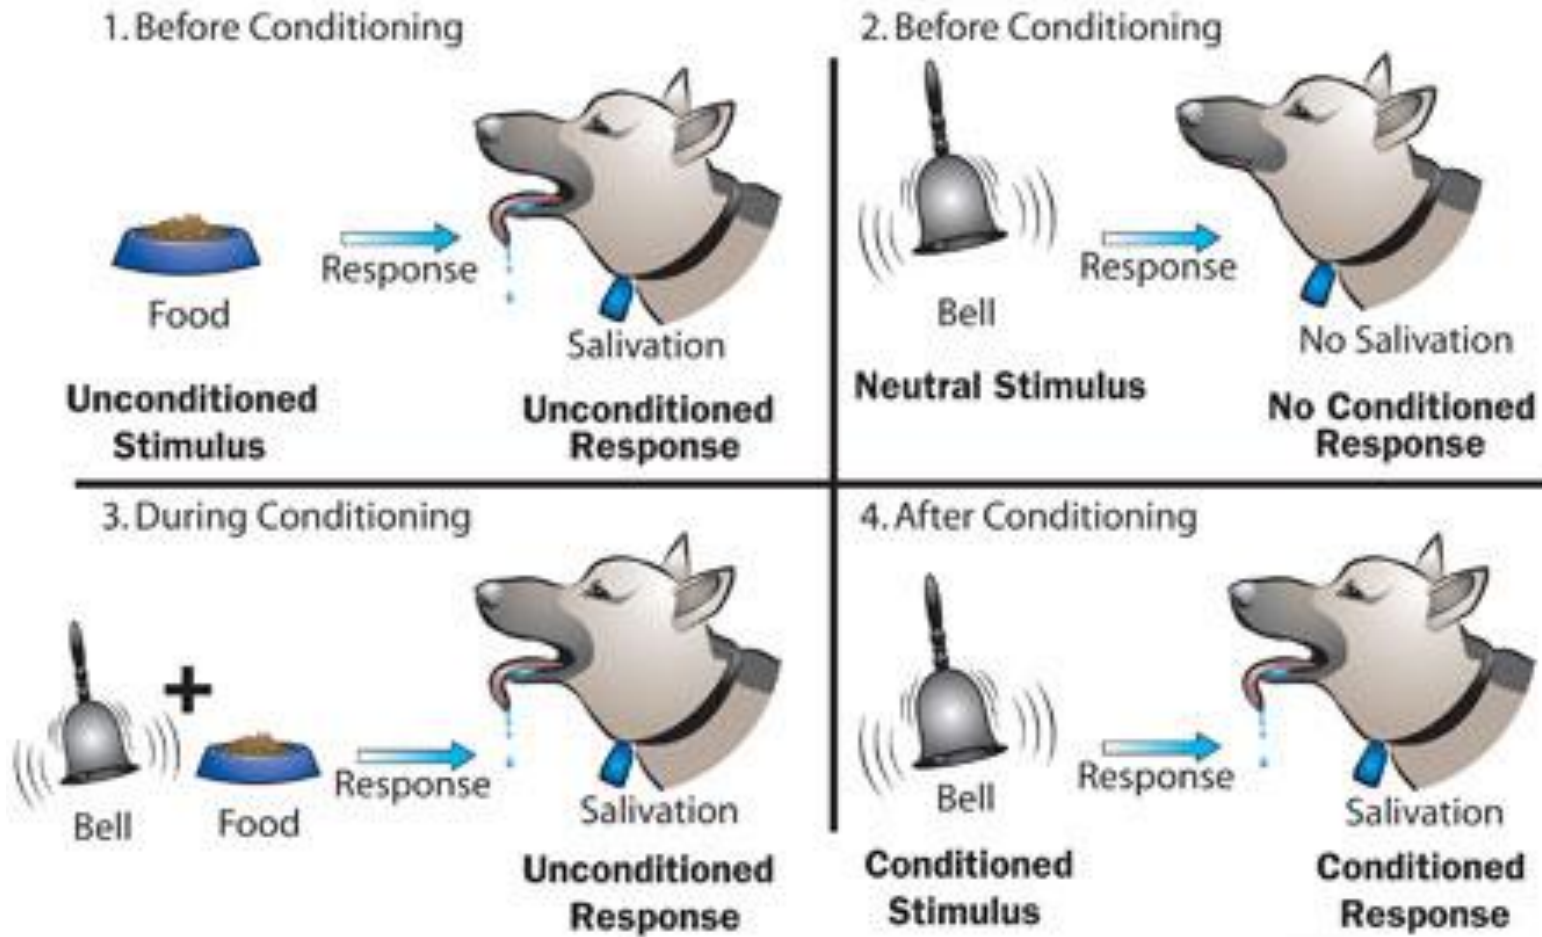 1. Before Conditioning
Response
Food
Salivation
Unconditioned
Stimulus
Unconditioned
Response
2. Before Conditioning
Response
Bell
No Salivation
Neutral Stimulus
No Conditioned
Response
3. During Conditioning
+
Response
Bell
Food
Salivation
Unconditioned
Response
4. After Conditioning
Response
Bell
Salivation
Conditioned
Stimulus
Conditioned
Response